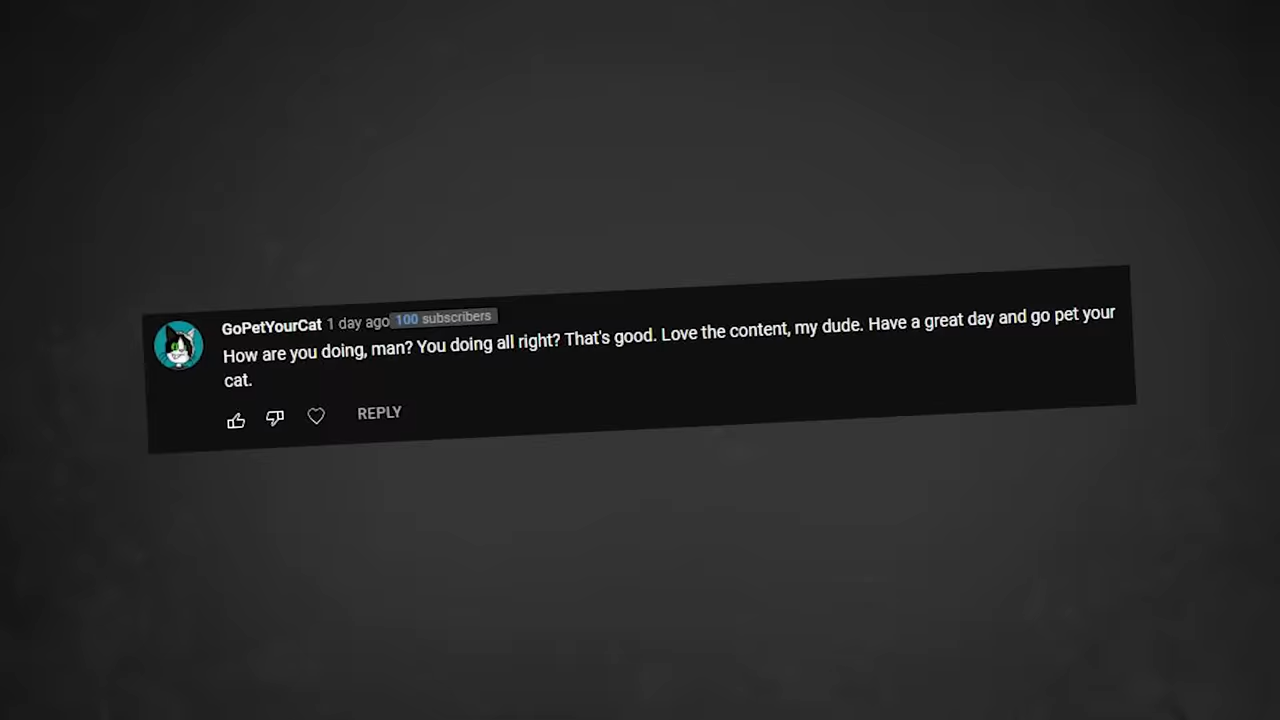 GoPetYourCat 1 day ago 100 subscribers
How are you doing, man? You doing all right? That's good. Love the content, my dude. Have a great day and go pet your
cat.
REPLY